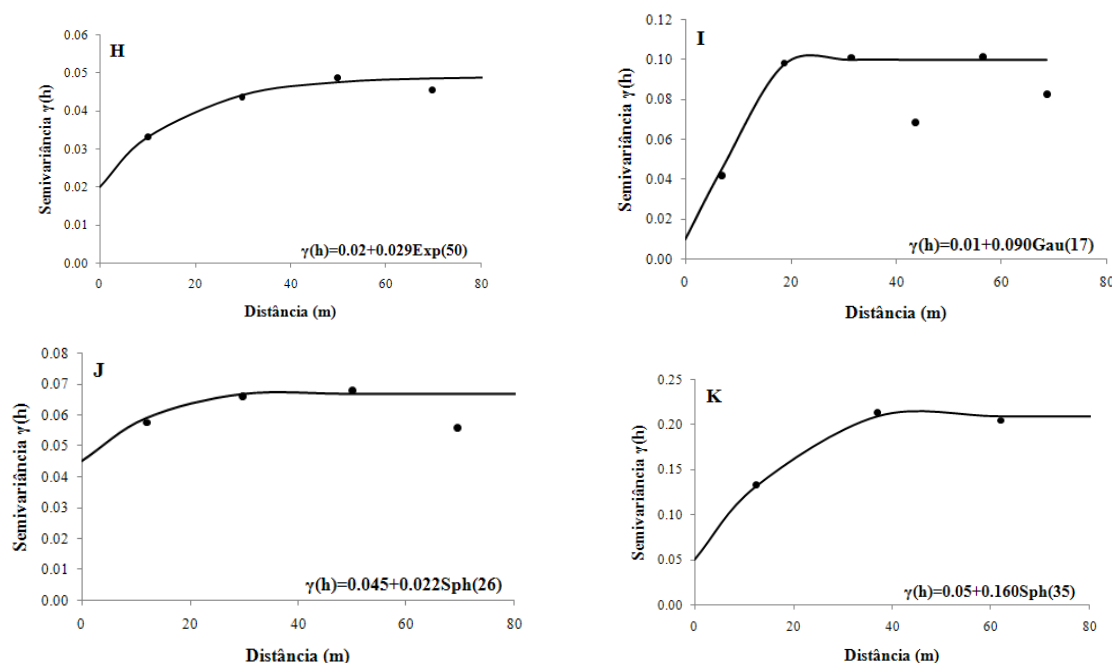 H
Semivariância γ(h)
0.06
0.05
0.04
0.03
0.02
0.01
0.00
0 20 40 60 80
γ(h)=0.02+0.029Exp(50)
Distância (m)
I
Semivariância γ(h)
0.12
0.10
0.08
0.06
0.04
0.02
0.00
0 20 40 60 80
γ(h)=0.01+0.090Gau(17)
Distância (m)
J
Semivariância γ(h)
0.08
0.07
0.06
0.05
0.04
0.03
0.02
0.01
0.00
0 20 40 60 80
γ(h)=0.045+0.022Sph(26)
Distância (m)
K
Semivariância γ(h)
0.25
0.20
0.15
0.10
0.05
0.00
0 20 40 60 80
γ(h)=0.05+0.160Sph(35)
Distância (m)